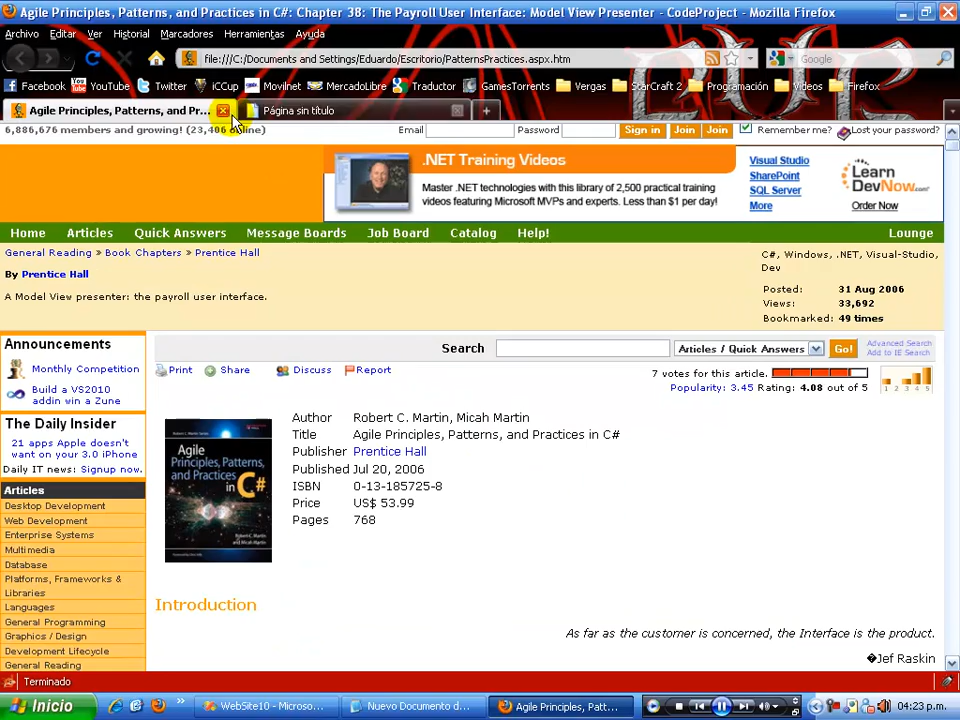 Agile Principles, Patterns, and Practices in C#: Chapter 38: The Payroll User Interface: Model View Presenter - CodeProject - Mozilla Firefox
Archivo Editar Ver Historial Marcadores Herramientas Ayuda
file:///C:/Documents and Settings/Eduardo/Escritorio/PatternsPractices.aspx.htm
Google
Facebook YouTube Twitter iCCup Movilnet MercadoLibre Traductor GamesTorrents Vergas StarCraft 2 Programación Videos Firefox
Agile Principles, Patterns, and Pr... Página sin título
6,886,676 members and growing! (23,406 online) Email Password Sign in Join Join Remember me? Lost your password?
.NET Training Videos
Master .NET technologies with this library of 2,500 practical training
videos featuring Microsoft MVPs and experts. Less than $1 per day!
Visual Studio
SharePoint
SQL Server
More
Learn
DevNow.com
Order Now
Home Articles Quick Answers Message Boards Job Board Catalog Help! Lounge
General Reading » Book Chapters » Prentice Hall
By Prentice Hall
A Model View presenter: the payroll user interface.
C#, Windows, .NET, Visual-Studio,
Dev
Posted: 31 Aug 2006
Views: 33,692
Bookmarked: 49 times
Announcements
Monthly Competition
Build a VS2010
addin win a Zune
The Daily Insider
21 apps Apple doesn't
want on your 3.0 iPhone
Daily IT news: Signup now.
Articles
Desktop Development
Web Development
Enterprise Systems
Multimedia
Database
Platforms, Frameworks &
Libraries
Languages
General Programming
Graphics / Design
Development Lifecycle
General Reading
Search Articles / Quick Answers Go! Advanced Search
Add to IE Search
Print Share Discuss Report
7 votes for this article.
Popularity: 3.45 Rating: 4.08 out of 5
1 2 3 4 5
Agile
Principles, Patterns,
and Practices
in C#
Author Robert C. Martin, Micah Martin
Title Agile Principles, Patterns, and Practices in C#
Publisher Prentice Hall
Published Jul 20, 2006
ISBN 0-13-185725-8
Price US$ 53.99
Pages 768
Introduction
As far as the customer is concerned, the Interface is the product.
�Jef Raskin
Terminado
Inicio WebSite10 - Microso... Nuevo Documento d... Agile Principles, Patt... 04:23 p.m.